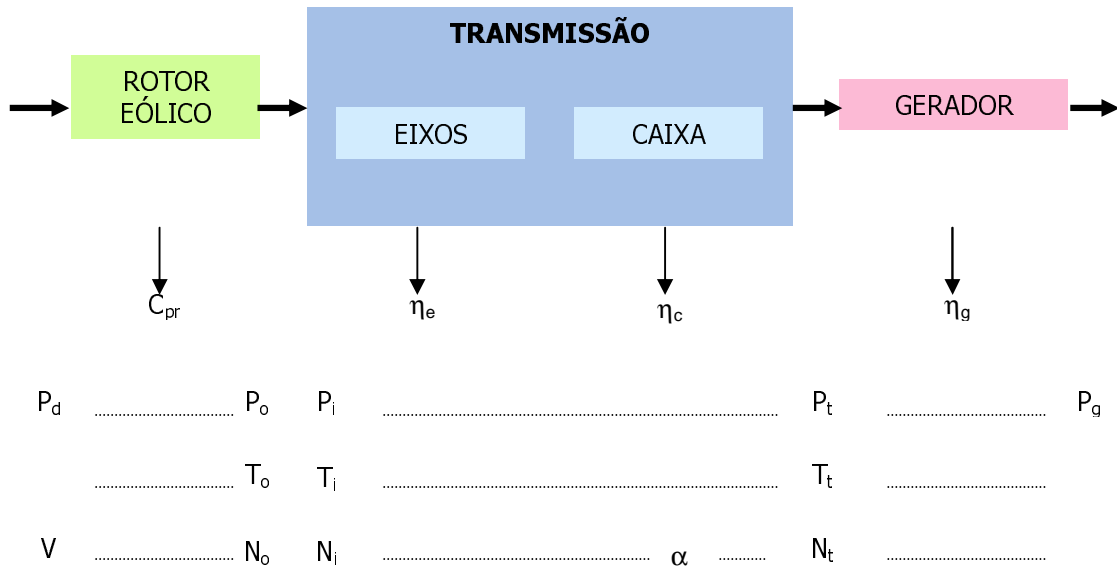 TRANSMISSÃO
ROTOR
EÓLICO
EIXOS
CAIXA
GERADOR
Cpr
ηe
ηc
ηg
Pd Po Pi Pt Pg
To Ti Tt
V No Ni α Nt